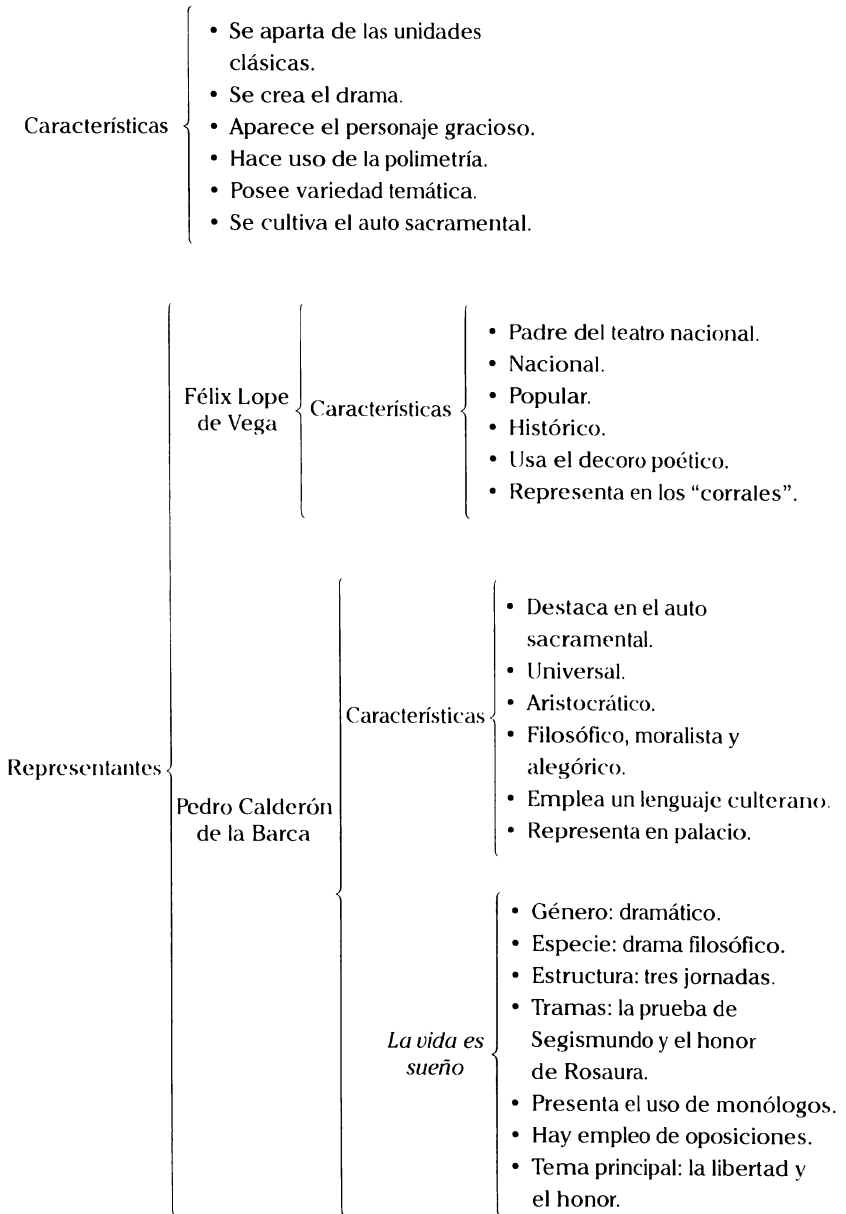 Características
• Se aparta de las unidades
clásicas.
• Se crea el drama.
• Aparece el personaje gracioso.
• Hace uso de la polimetría.
• Posee variedad temática.
• Se cultiva el auto sacramental.
Representantes
Félix Lope
de Vega
Características
• Padre del teatro nacional.
• Nacional.
• Popular.
• Histórico.
• Usa el decoro poético.
• Representa en los “corrales”.
Pedro Calderón
de la Barca
Características
• Destaca en el auto
sacramental.
• Universal.
• Aristocrático.
• Filosófico, moralista y
alegórico.
• Emplea un lenguaje culterano.
• Representa en palacio.
La vida es
sueño
• Género: dramático.
• Especie: drama filosófico.
• Estructura: tres jornadas.
• Tramas: la prueba de
Segismundo y el honor
de Rosaura.
• Presenta el uso de monólogos.
• Hay empleo de oposiciones.
• Tema principal: la libertad y
el honor.